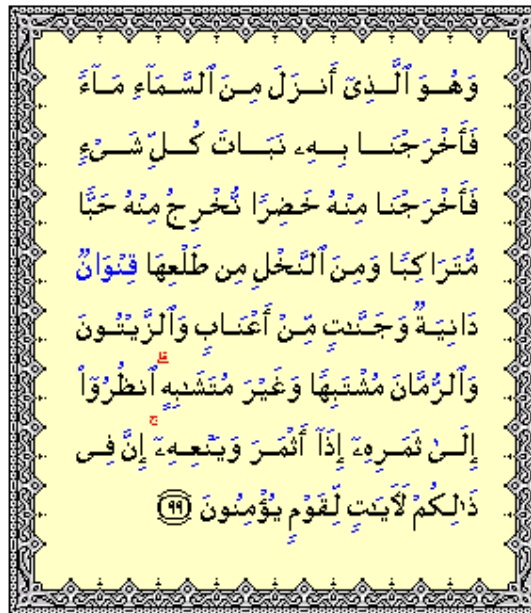 وَهُوَ ٱلَّذِىٓ أَنزَلَ مِنَ ٱلسَّمَآءِ مَآءً
فَأَخْرَجْنَا بِهِۦ نَبَاتَ كُلِّ شَىْءٍ
فَأَخْرَجْنَا مِنْهُ خَضِرًا نُّخْرِجُ مِنْهُ حَبًّا
مُّتَرَاكِبًا وَمِنَ ٱلنَّخْلِ مِن طَلْعِهَا قِنْوَانٌ
دَانِيَةٌ وَجَنَّٰتٍ مِّنْ أَعْنَابٍ وَٱلزَّيْتُونَ
وَٱلرُّمَّانَ مُشْتَبِهًا وَغَيْرَ مُتَشَٰبِهٍ ۗ ٱنظُرُوٓا۟
إِلَىٰ ثَمَرِهِۦٓ إِذَآ أَثْمَرَ وَيَنْعِهِۦٓ ۚ إِنَّ فِى
ذَٰلِكُمْ لَءَايَٰتٍ لِّقَوْمٍ يُؤْمِنُونَ ٩٩